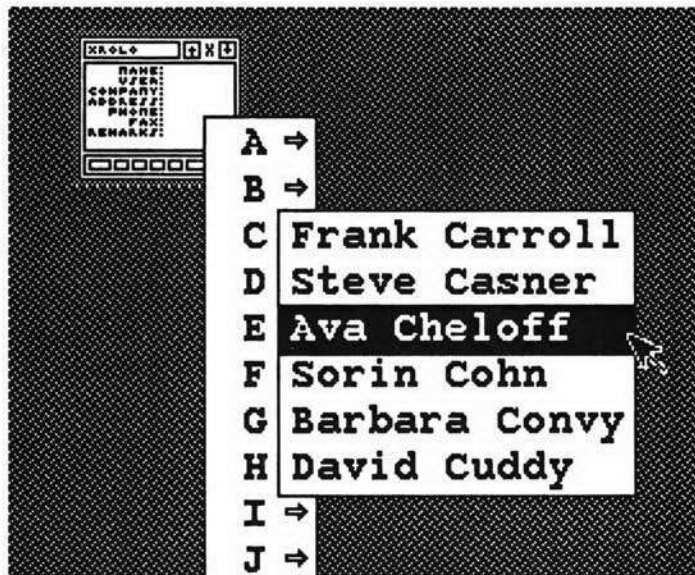 XROLO
NAME:
USER:
COMPANY:
ADDRESS:
PHONE:
FAX:
REMARKS:
A ⇨
B ⇨
C Frank Carroll
D Steve Casner
E Ava Cheloff
F Sorin Cohn
G Barbara Convy
H David Cuddy
I ⇨
J ⇨